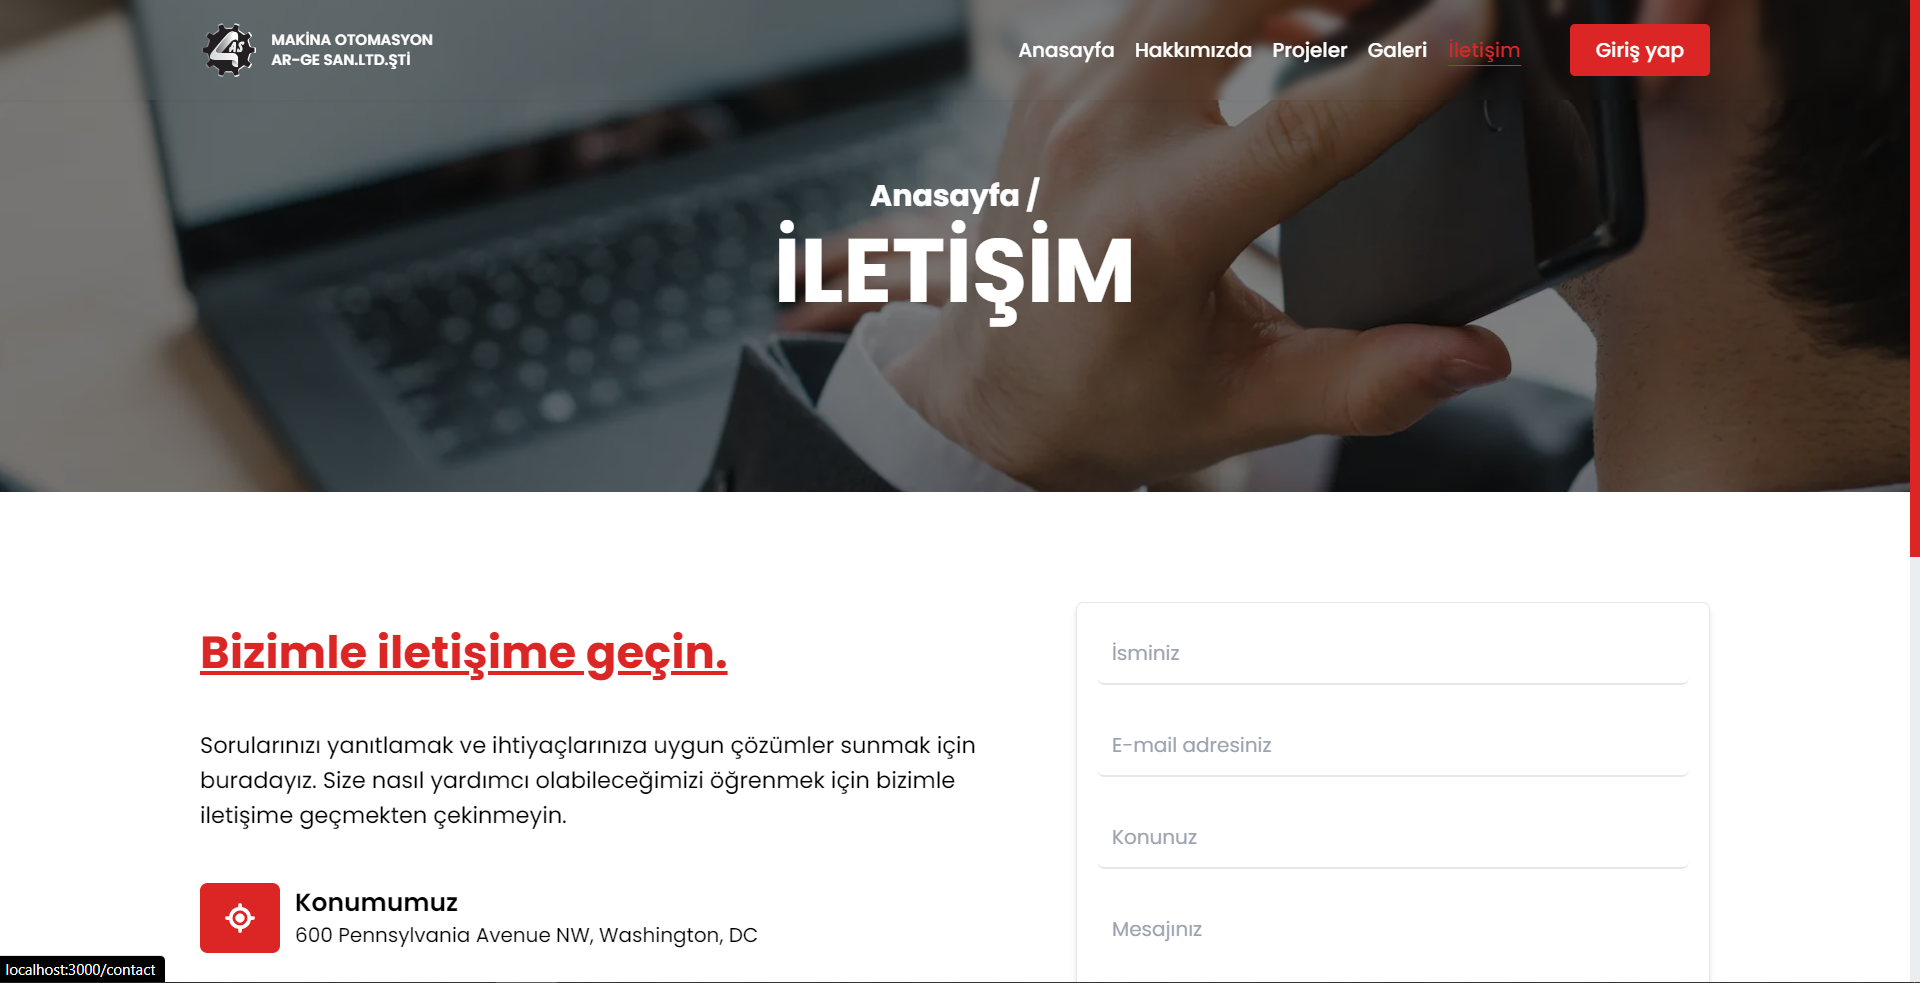 4AS
MAKİNA OTOMASYON
AR-GE SAN.LTD.ŞTİ
Anasayfa Hakkımızda Projeler Galeri İletişim Giriş yap
Anasayfa /
İLETİŞİM
Bizimle iletişime geçin.
Sorularınızı yanıtlamak ve ihtiyaçlarınıza uygun çözümler sunmak için
buradayız. Size nasıl yardımcı olabileceğimizi öğrenmek için bizimle
iletişime geçmekten çekinmeyin.
Konumumuz
600 Pennsylvania Avenue NW, Washington, DC
İsminiz
E-mail adresiniz
Konunuz
Mesajınız
localhost:3000/contact